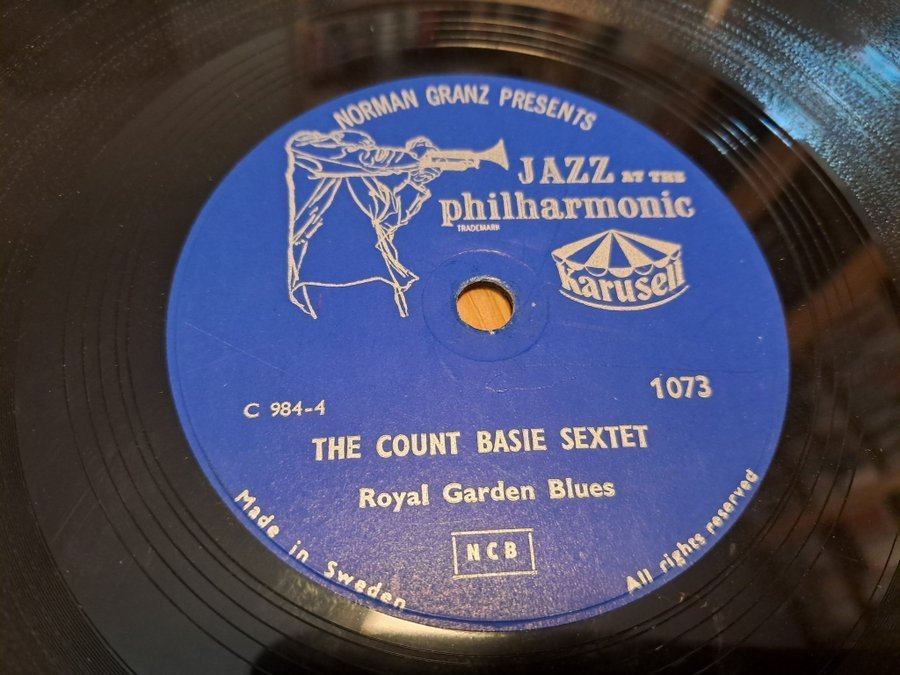 NORMAN GRANZ PRESENTS
JAZZ AT THE
philharmonic
TRADEMARK
Karusell
1073
C 984-4
THE COUNT BASIE SEXTET
Royal Garden Blues
NCB
Made in Sweden
All rights reserved